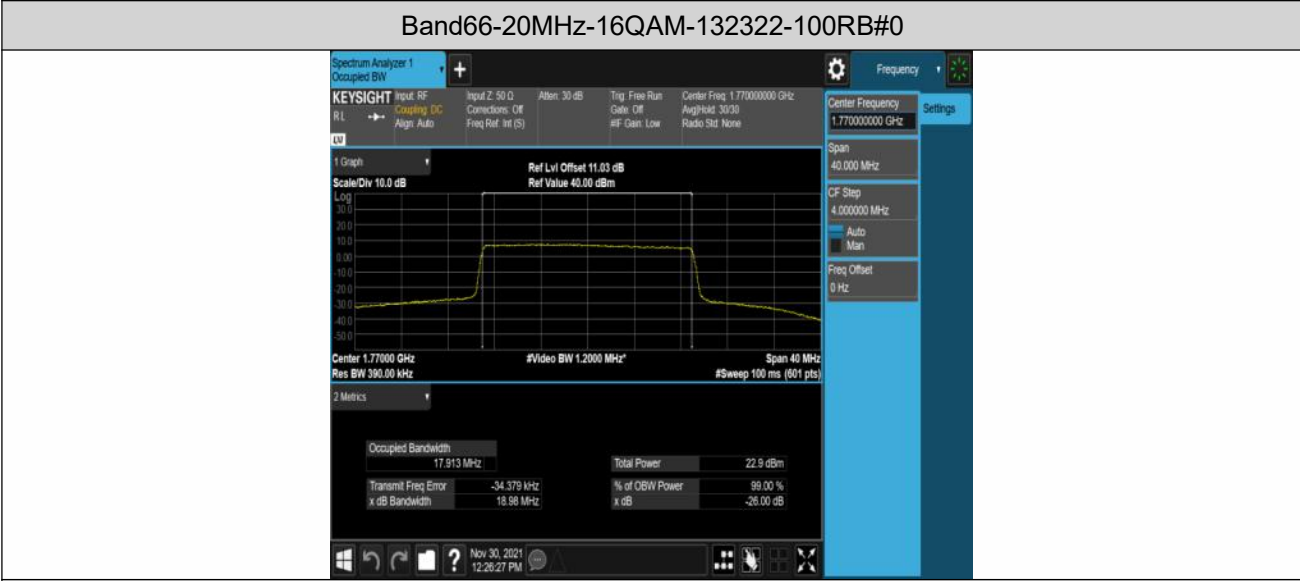 Band66-20MHz-16QAM-132322-100RB#0
Spectrum Analyzer 1
Occupied BW
+
Frequency
KEYSIGHT
Input: RF
Input Z: 50 Ω
Atten: 30 dB
Trig: Free Run
Center Freq: 1.770000000 GHz
RL
Coupling: DC
Corrections: Off
Gate: Off
Avg|Hold: 30/30
Align: Auto
Freq Ref: Int (S)
#IF Gain: Low
Radio Std: None
Center Frequency
1.770000000 GHz
Settings
Span
40.000 MHz
CF Step
4.000000 MHz
Auto
Man
Freq Offset
0 Hz
1 Graph
Ref Lvl Offset 11.03 dB
Scale/Div 10.0 dB
Ref Value 40.00 dBm
Log
30.0
20.0
10.0
0.00
-10.0
-20.0
-30.0
-40.0
-50.0
Center 1.77000 GHz
#Video BW 1.2000 MHz*
Span 40 MHz
Res BW 390.00 kHz
#Sweep 100 ms (601 pts)
2 Metrics
Occupied Bandwidth
17.913 MHz
Total Power
22.9 dBm
Transmit Freq Error
-34.379 kHz
% of OBW Power
99.00 %
x dB Bandwidth
18.98 MHz
x dB
-26.00 dB
?
Nov 30, 2021
12:26:27 PM